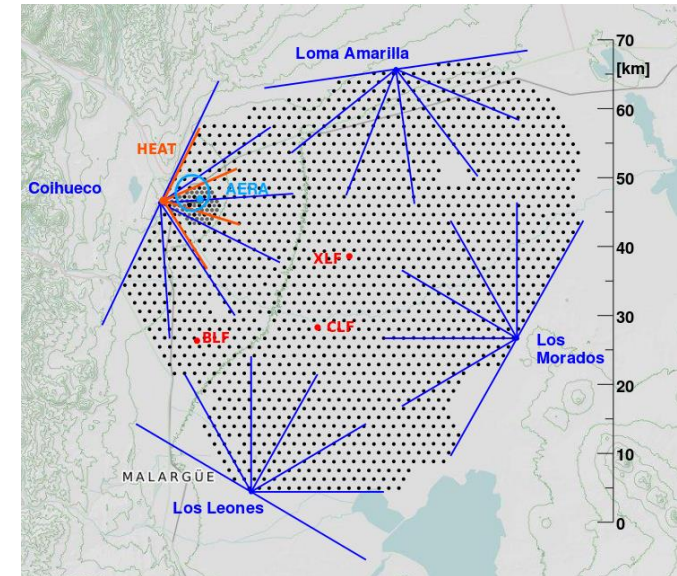 Loma Amarilla
70
[km]
60
HEAT
Coihueco
AERA
50
XLF
40
BLF
CLF
30
Los
Morados
20
MALARGÜE
10
Los Leones
0